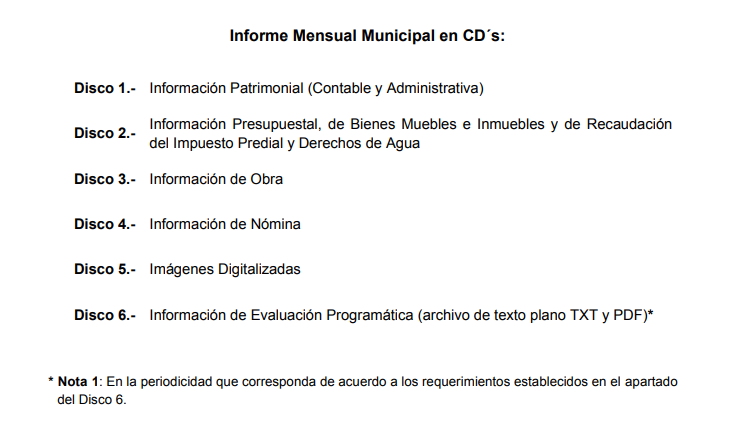 Informe Mensual Municipal en CD´s:
Disco 1.- Información Patrimonial (Contable y Administrativa)
Disco 2.- Información Presupuestal, de Bienes Muebles e Inmuebles y de Recaudación
del Impuesto Predial y Derechos de Agua
Disco 3.- Información de Obra
Disco 4.- Información de Nómina
Disco 5.- Imágenes Digitalizadas
Disco 6.- Información de Evaluación Programática (archivo de texto plano TXT y PDF)*
* Nota 1: En la periodicidad que corresponda de acuerdo a los requerimientos establecidos en el apartado
del Disco 6.